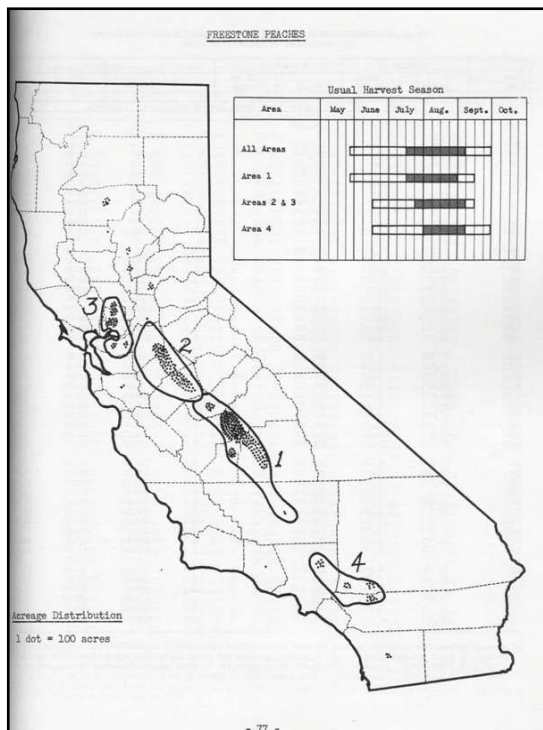 FREESTONE PEACHES
Usual Harvest Season
Area May June July Aug. Sept. Oct.
All Areas
Area 1
Areas 2 & 3
Area 4
3
2
1
4
Acreage Distribution
1 dot = 100 acres
- 77 -